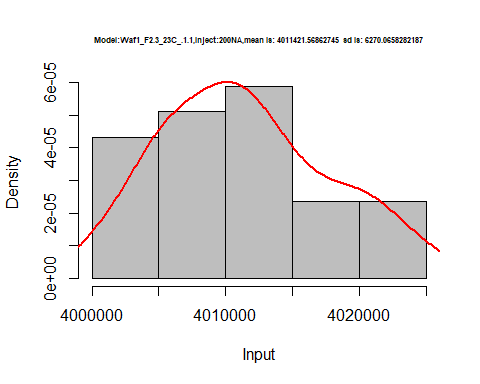 Model:Waf1_F2.3_23C_.1.1,Inject:200NA,mean is: 4011421.56862745 sd is: 6270.0658282187
Density
6e-05
4e-05
2e-05
0e+00
4000000 4010000 4020000
Input